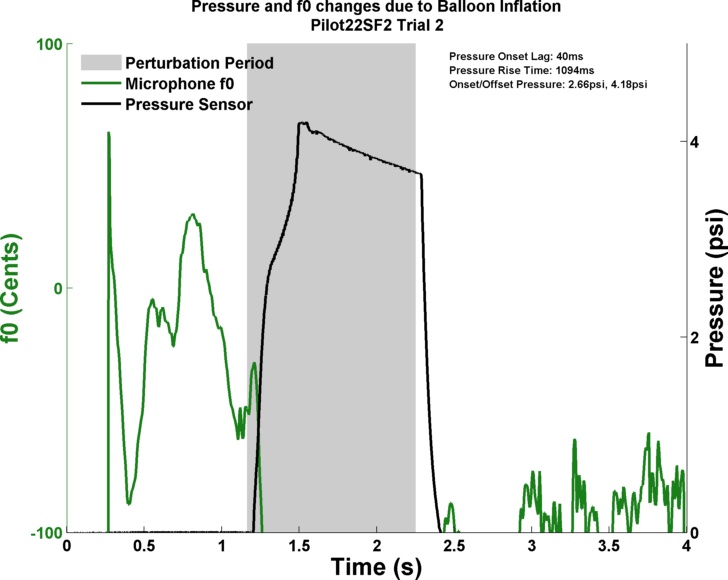 Pressure and f0 changes due to Balloon Inflation
Pilot22SF2 Trial 2
100
Perturbation Period
Microphone f0
Pressure Sensor
Pressure Onset Lag: 40ms
Pressure Rise Time: 1094ms
Onset/Offset Pressure: 2.66psi, 4.18psi
4
f0 (Cents)
0
Pressure (psi)
2
-100
0
0 0.5 1 1.5 2 2.5 3 3.5 4
Time (s)